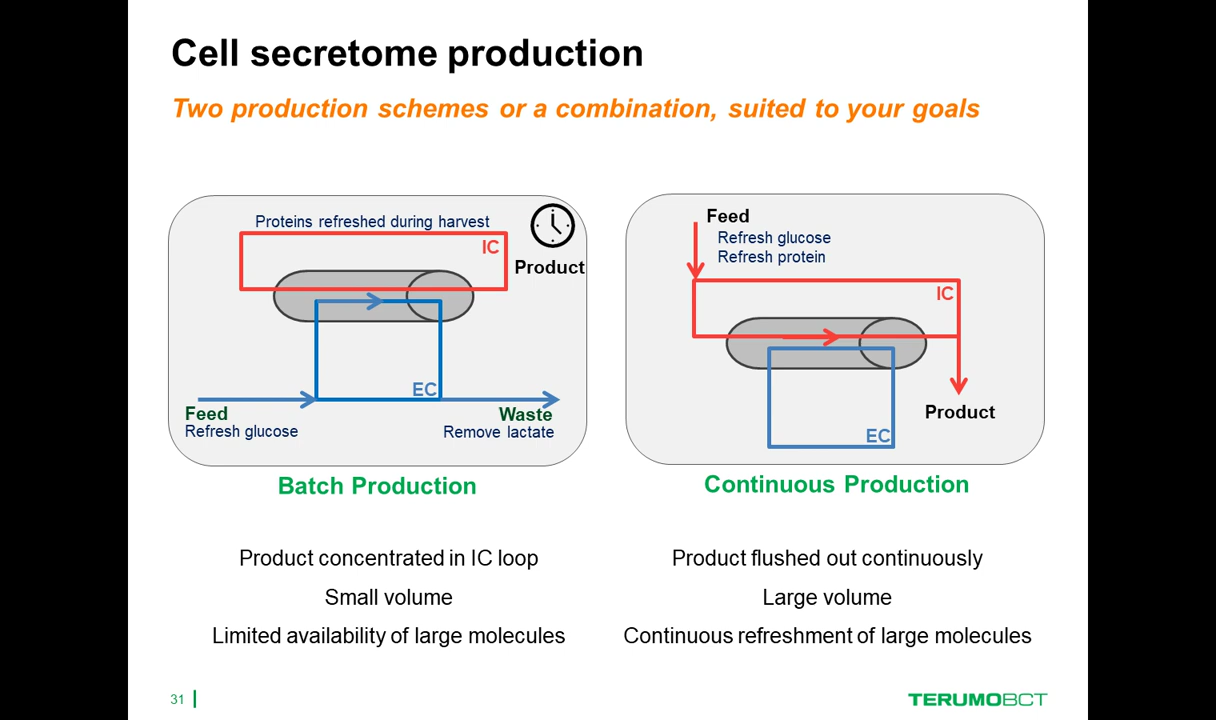 Cell secretome production
Two production schemes or a combination, suited to your goals
Proteins refreshed during harvest
IC
Product
EC
Feed
Refresh glucose
Waste
Remove lactate
Batch Production
Product concentrated in IC loop
Small volume
Limited availability of large molecules
Feed
Refresh glucose
Refresh protein
IC
EC
Product
Continuous Production
Product flushed out continuously
Large volume
Continuous refreshment of large molecules
31
TERUMOBCT